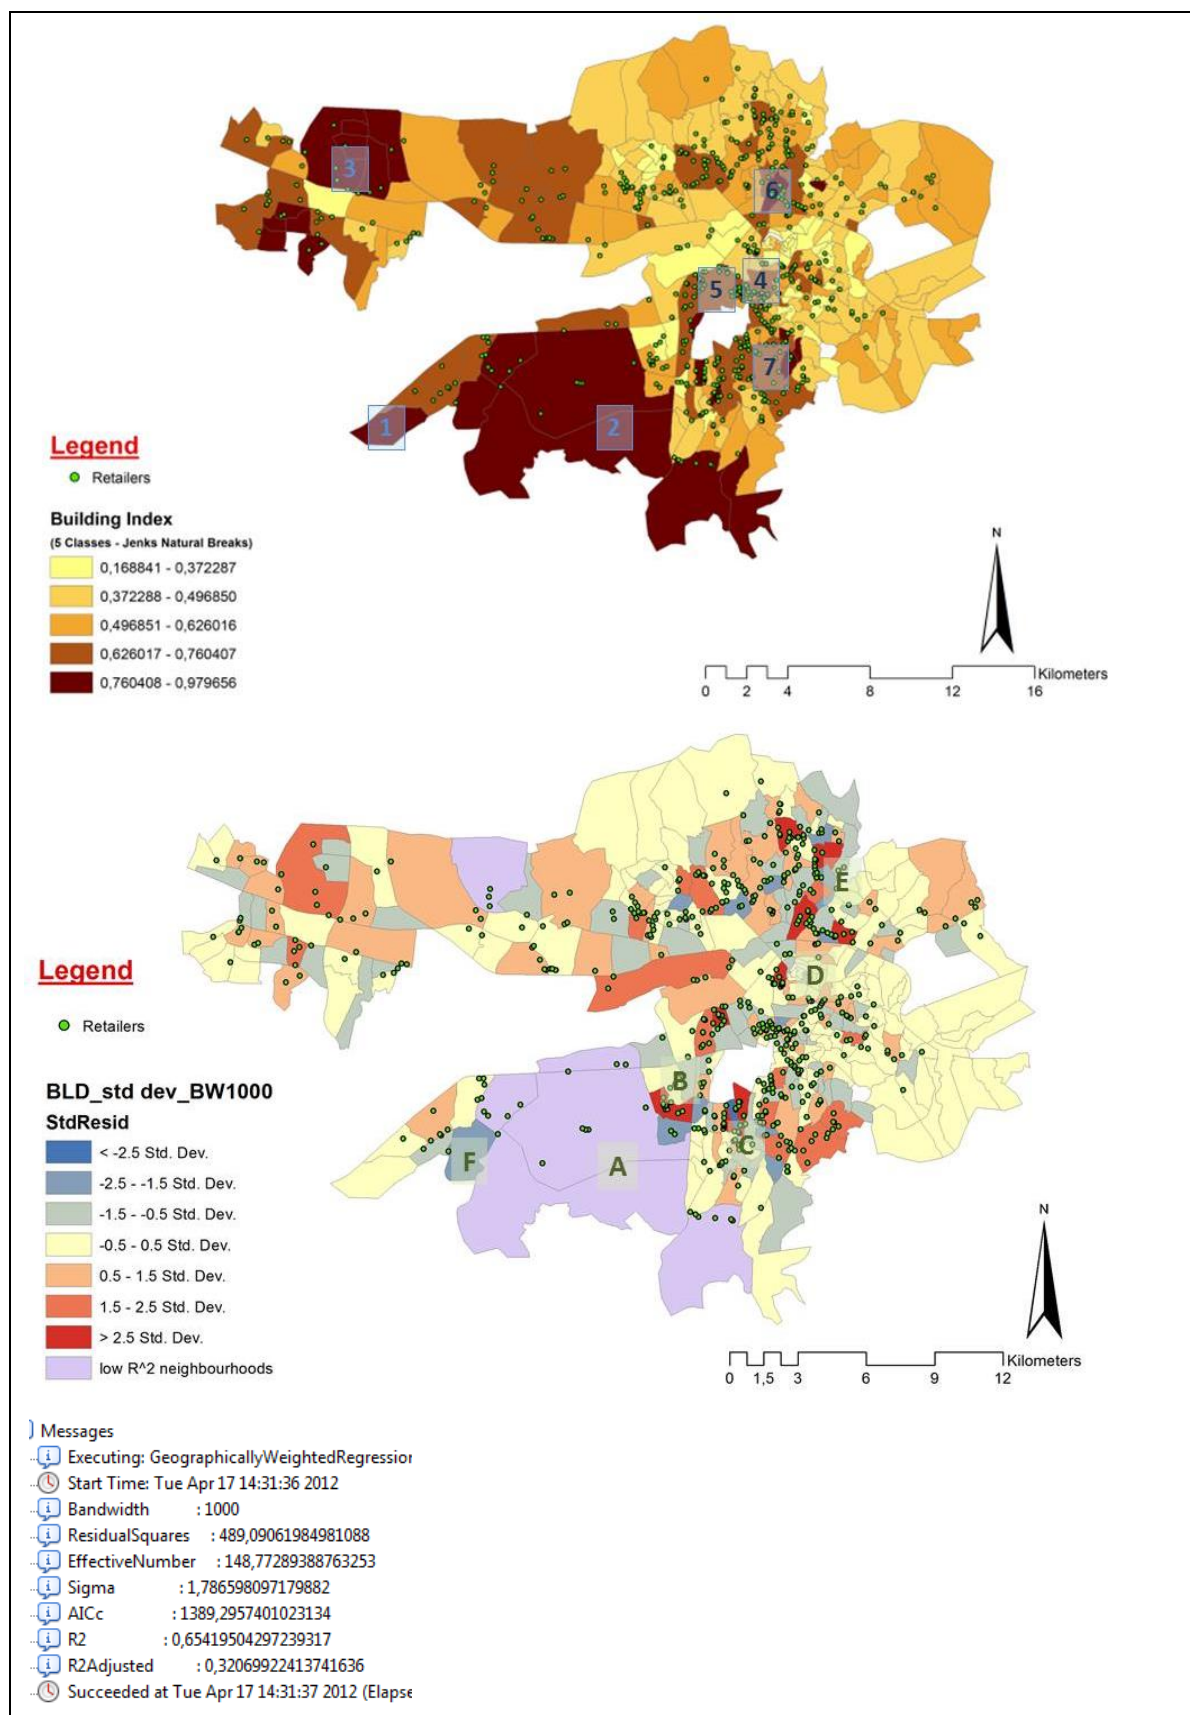 3
6
5
4
7
1
2
Legend
Retailers
Building Index
(5 Classes - Jenks Natural Breaks)
0,168841 - 0,372287
0,372288 - 0,496850
0,496851 - 0,626016
0,626017 - 0,760407
0,760408 - 0,979656
N
Kilometers
0 2 4 8 12 16
E
D
B
C
F
A
Legend
Retailers
BLD_std dev_BW1000
StdResid
< -2.5 Std. Dev.
-2.5 - -1.5 Std. Dev.
-1.5 - -0.5 Std. Dev.
-0.5 - 0.5 Std. Dev.
0.5 - 1.5 Std. Dev.
1.5 - 2.5 Std. Dev.
> 2.5 Std. Dev.
low R^2 neighbourhoods
N
Kilometers
0 1,5 3 6 9 12
Messages
Executing: GeographicallyWeightedRegression
Start Time: Tue Apr 17 14:31:36 2012
Bandwidth : 1000
ResidualSquares : 489,09061984981088
EffectiveNumber : 148,77289388763253
Sigma : 1,786598097179882
AICc : 1389,2957401023134
R2 : 0,65419504297239317
R2Adjusted : 0,32069922413741636
Succeeded at Tue Apr 17 14:31:37 2012 (Elapse